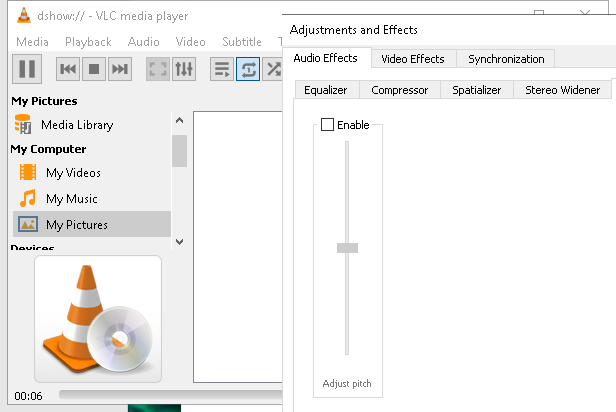 dshow:// - VLC media player
Media Playback Audio Video Subtitle
My Pictures
Media Library
My Computer
My Videos
My Music
My Pictures
Devices
00:06
Adjustments and Effects
Audio Effects Video Effects Synchronization
Equalizer Compressor Spatializer Stereo Widener
Enable
Adjust pitch